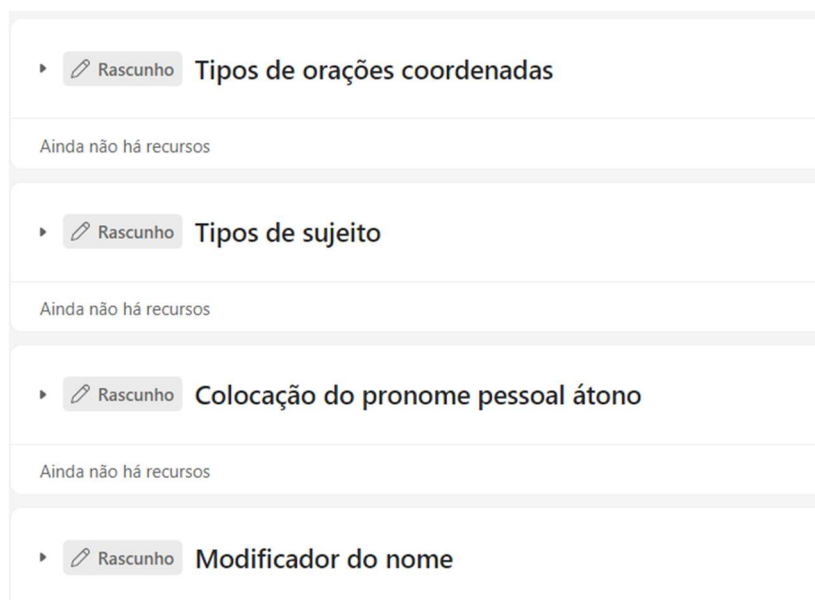 Rascunho Tipos de orações coordenadas
Ainda não há recursos
Rascunho Tipos de sujeito
Ainda não há recursos
Rascunho Colocação do pronome pessoal átono
Ainda não há recursos
Rascunho Modificador do nome